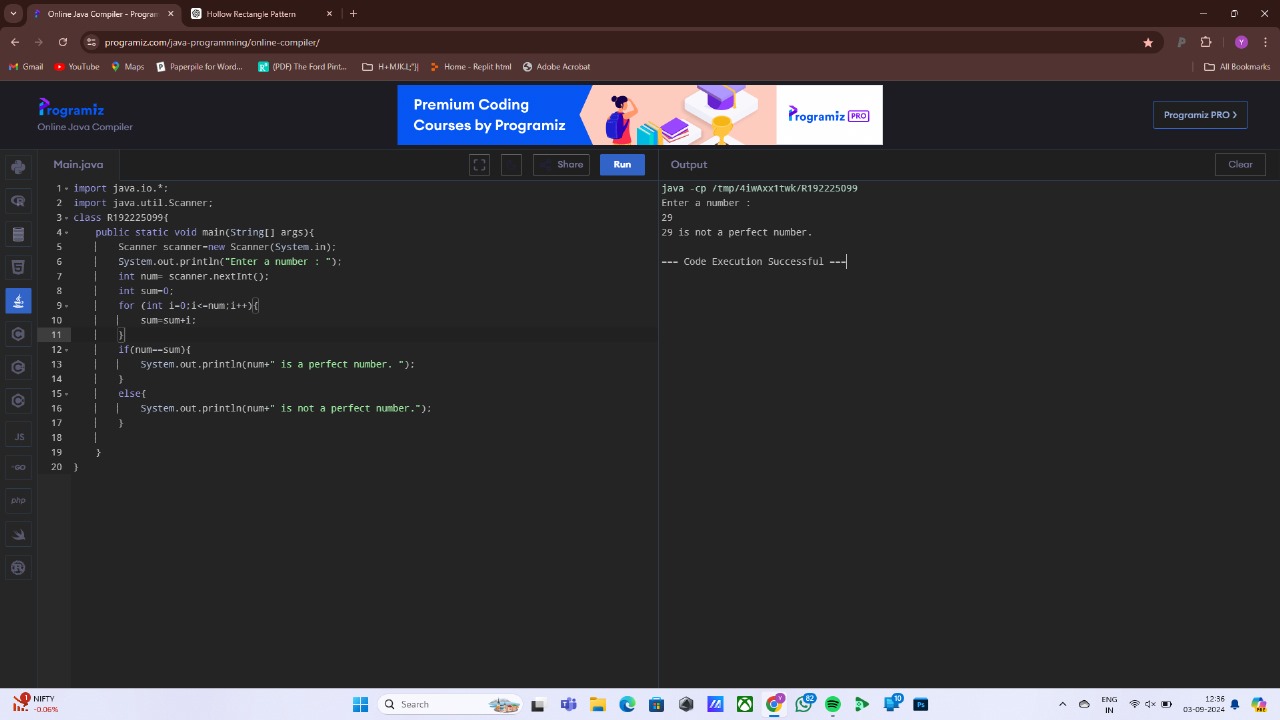 Online Java Compiler - Program
Hollow Rectangle Pattern
programiz.com/java-programming/online-compiler/
Gmail
YouTube
Maps
Paperpile for Word...
(PDF) The Ford Pint...
H+MJKJ;')|
Home - Replit html
Adobe Acrobat
All Bookmarks
Programiz
Online Java Compiler
Premium Coding
Courses by Programiz
Programiz PRO
Programiz PRO
Main.java
Share
Run
Output
Clear
1 import java.io.*;
2 import java.util.Scanner;
3 class R192225099{
4 public static void main(String[] args){
5 Scanner scanner=new Scanner(System.in);
6 System.out.println("Enter a number : ");
7 int num= scanner.nextInt();
8 int sum=0;
9 for (int i=0;i<=num;i++){
10 sum=sum+i;
11 }
12 if(num==sum){
13 System.out.println(num+" is a perfect number. ");
14 }
15 else{
16 System.out.println(num+" is not a perfect number.");
17 }
18
19 }
20 }
java -cp /tmp/4iwAxx1twk/R192225099
Enter a number :
29
29 is not a perfect number.
=== Code Execution Successful ===
JS
GO
php
NIFTY
-0.06%
Search
82
10
Ps
ENG
IN
12:36
03-09-2024